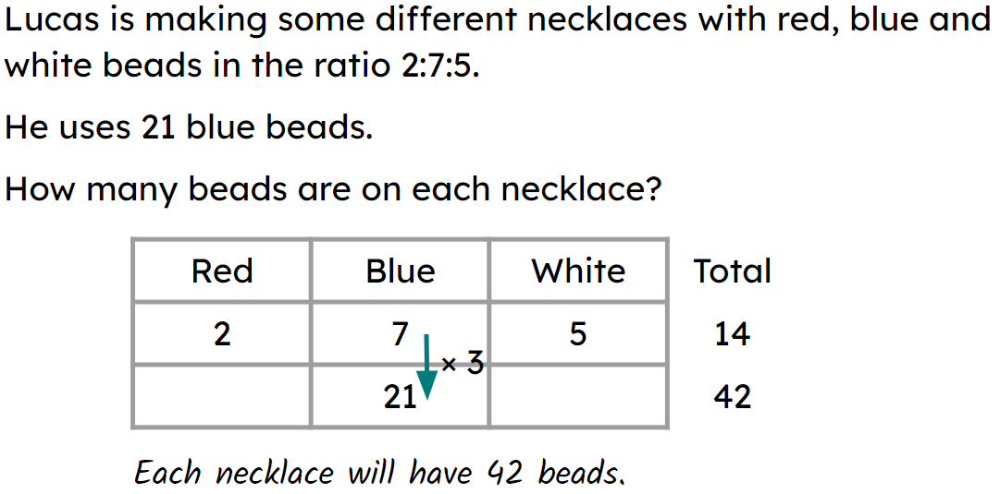 Lucas is making some different necklaces with red, blue and
white beads in the ratio 2:7:5.
He uses 21 blue beads.
How many beads are on each necklace?
Red Blue White Total
2 7 5 14
× 3
21 42
Each necklace will have 42 beads.